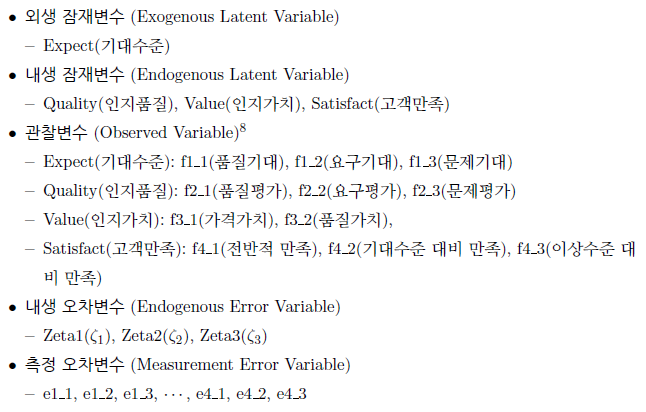 • 외생 잠재변수 (Exogenous Latent Variable)
– Expect(기대수준)
• 내생 잠재변수 (Endogenous Latent Variable)
– Quality(인지품질), Value(인지가치), Satisfact(고객만족)
• 관찰변수 (Observed Variable)⁸
– Expect(기대수준): f1_1(품질기대), f1_2(요구기대), f1_3(문제기대)
– Quality(인지품질): f2_1(품질평가), f2_2(요구평가), f2_3(문제평가)
– Value(인지가치): f3_1(가격가치), f3_2(품질가치),
– Satisfact(고객만족): f4_1(전반적 만족), f4_2(기대수준 대비 만족), f4_3(이상수준 대
비 만족)
• 내생 오차변수 (Endogenous Error Variable)
– Zeta1(ζ₁), Zeta2(ζ₂), Zeta3(ζ₃)
• 측정 오차변수 (Measurement Error Variable)
– e1_1, e1_2, e1_3, ⋯, e4_1, e4_2, e4_3